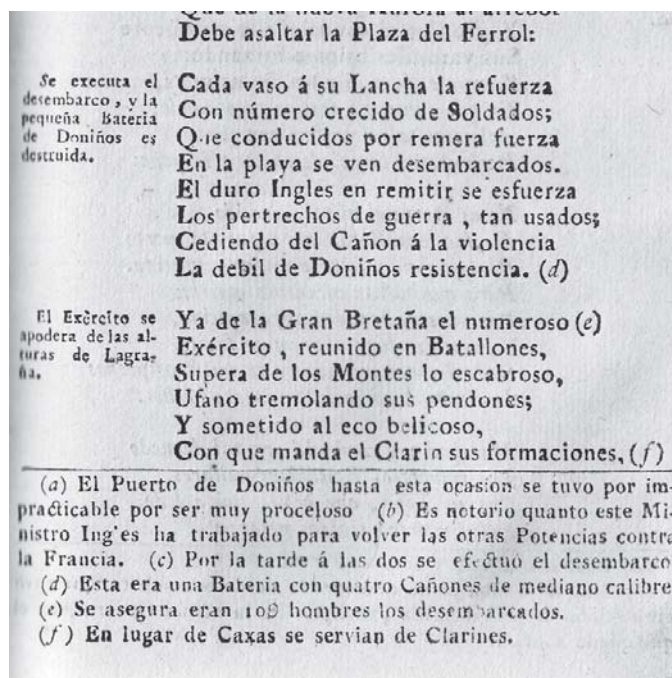 Que de la nueva Aurora al arrebol
Debe asaltar la Plaza del Ferrol:
Se executa el
desembarco, y la
pequeña Bateria
de Doniños es
destruida.
Cada vaso á su Lancha la refuerza
Con número crecido de Soldados;
Que conducidos por remera fuerza
En la playa se ven desembarcados.
El duro Ingles en remitir se esfuerza
Los pertrechos de guerra, tan usados;
Cediendo del Cañon á la violencia
La debil de Doniños resistencia. (d)
El Exèrcito se
apodera de las al-
turas de Lagra-
ña.
Ya de la Gran Bretaña el numeroso (e)
Exército, reunido en Batallones,
Supera de los Montes lo escabroso,
Ufano tremolando sus pendones;
Y sometido al eco belicoso,
Con que manda el Clarin sus formaciones, (f)
(a) El Puerto de Doniños hasta esta ocasion se tuvo por im-
practicable por ser muy proceloso (b) Es notorio quanto este Mi-
nistro Ingles ha trabajado para volver las otras Potencias contra
la Francia. (c) Por la tarde á las dos se efectuó el desembarco
(d) Esta era una Bateria con quatro Cañones de mediano calibre
(e) Se asegura eran hombres los desembarcados.
(f) En lugar de Caxas se servian de Clarines.